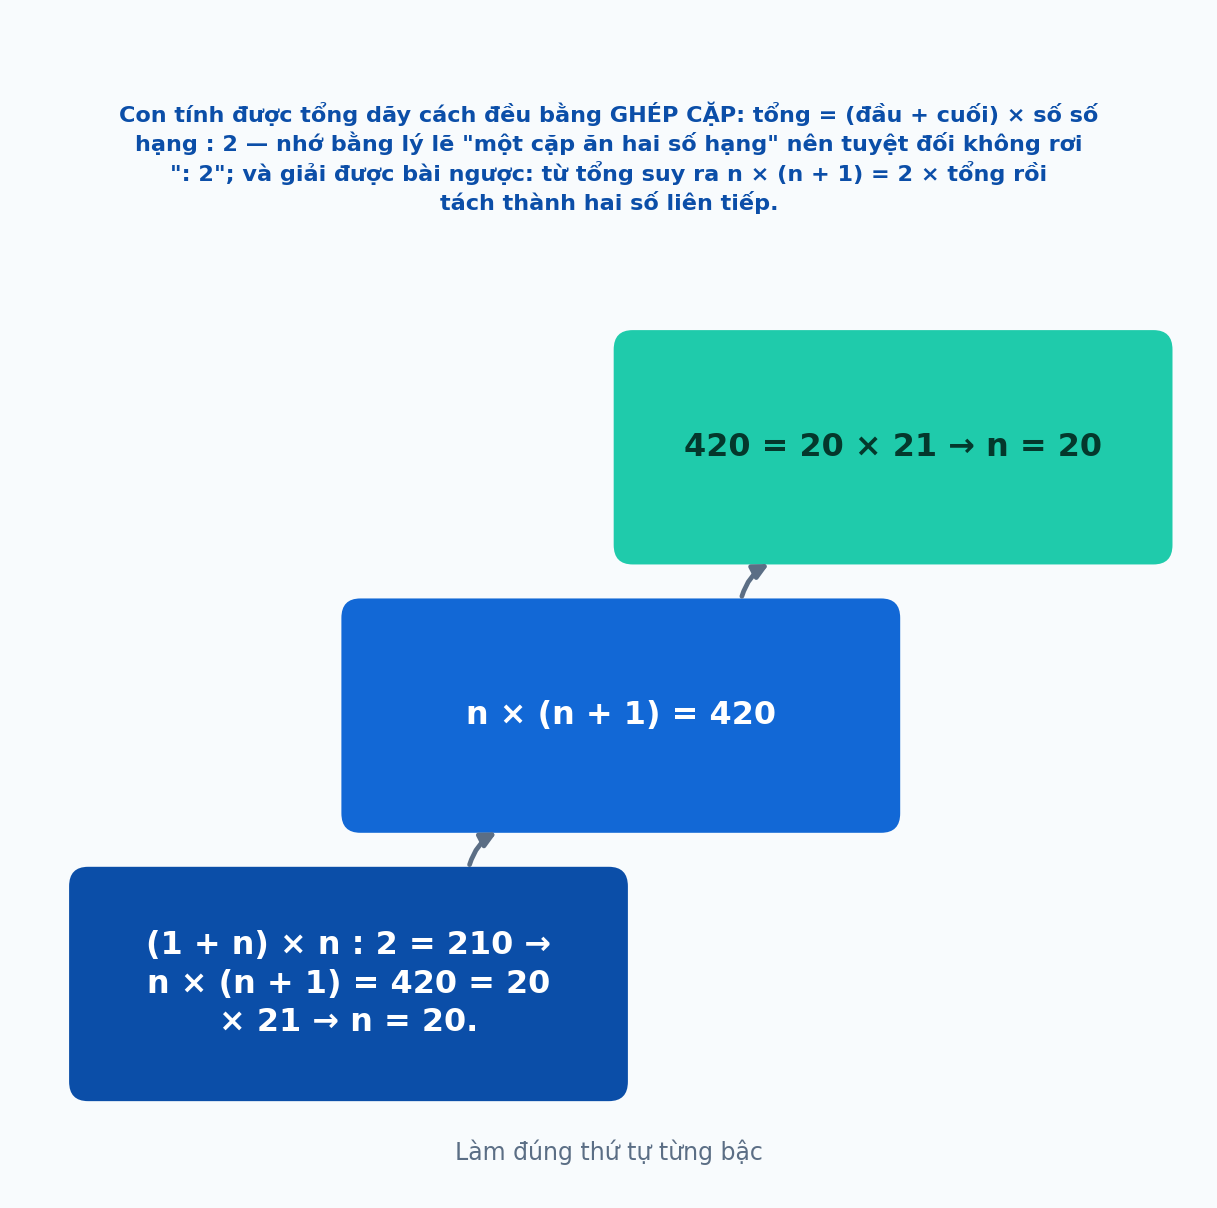 Con tính được tổng dãy cách đều bằng GHÉP CẶP: tổng = (đầu + cuối) × số số
hạng : 2 — nhớ bằng lý lẽ "một cặp ăn hai số hạng" nên tuyệt đối không rơi
": 2"; và giải được bài ngược: từ tổng suy ra n × (n + 1) = 2 × tổng rồi
tách thành hai số liên tiếp.
420 = 20 × 21 → n = 20
n × (n + 1) = 420
(1 + n) × n : 2 = 210 →
n × (n + 1) = 420 = 20
× 21 → n = 20.
Làm đúng thứ tự từng bậc